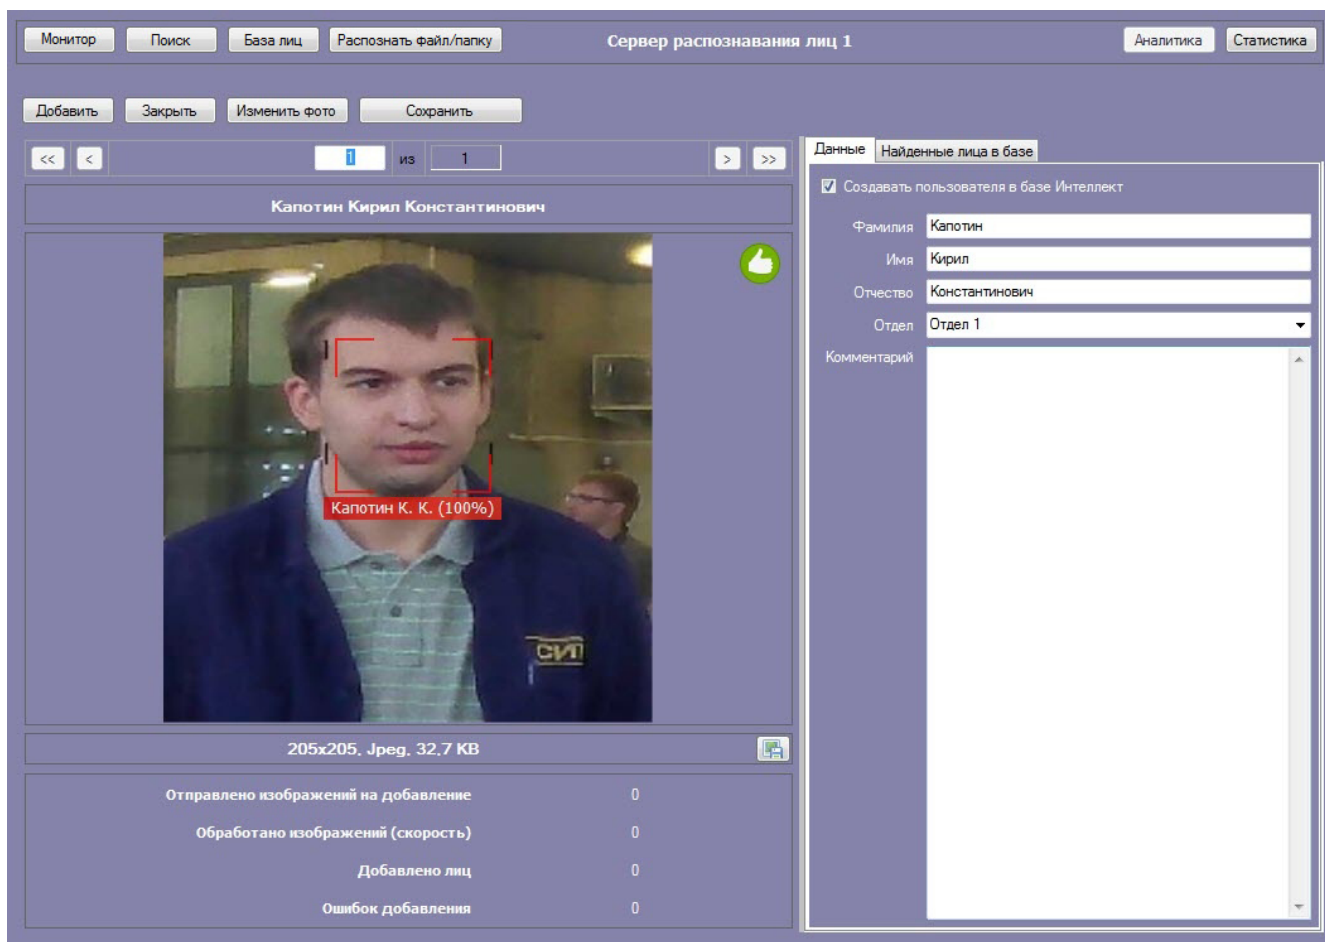 Монитор Поиск База лиц Распознать файл/папку Сервер распознавания лиц 1 Аналитика Статистика
Добавить Закрыть Изменить фото Сохранить
<< < 1 из 1 > >>
Капотин Кирил Константинович
Капотин К. К. (100%)
СИТ
205x205, Jpeg, 32,7 KB
Отправлено изображений на добавление 0
Обработано изображений (скорость) 0
Добавлено лиц 0
Ошибок добавления 0
Данные Найденные лица в базе
Создавать пользователя в базе Интеллект
Фамилия Капотин
Имя Кирил
Отчество Константинович
Отдел Отдел 1
Комментарий